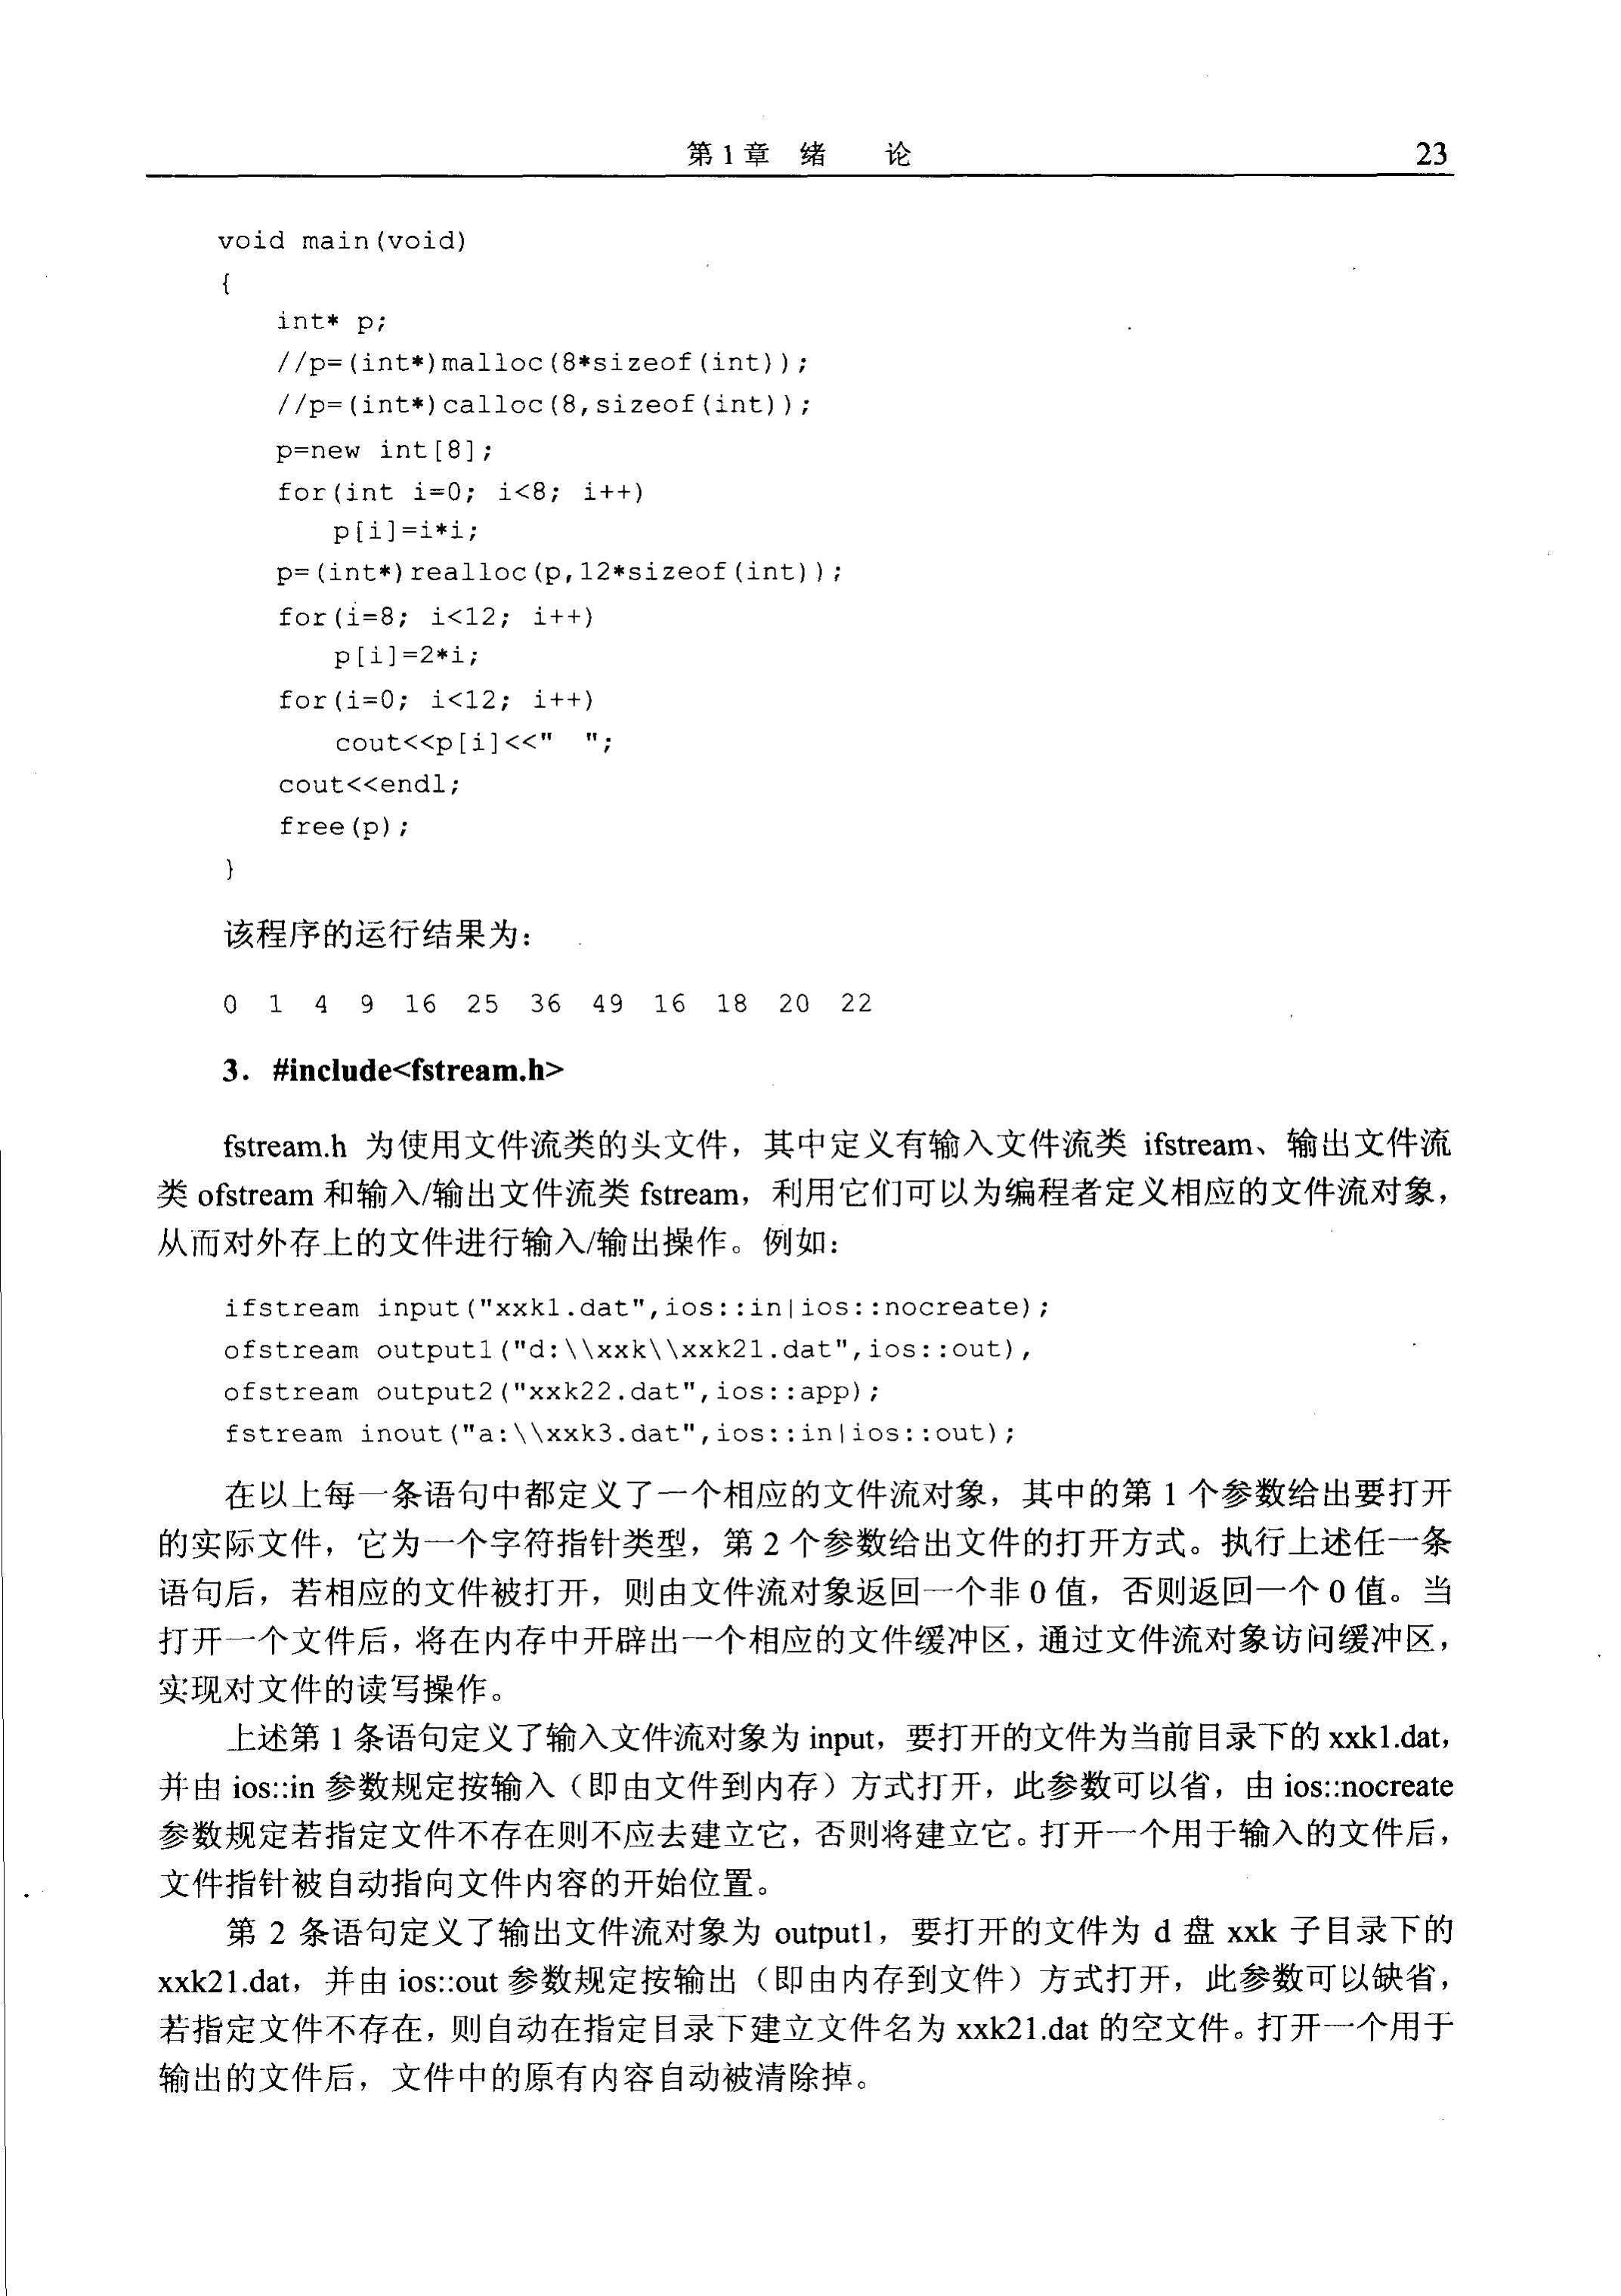 第1章 绪 论 23
void main(void)
{
int* p;
//p=(int*)malloc(8*sizeof(int));
//p=(int*)calloc(8,sizeof(int));
p=new int[8];
for(int i=0; i<8; i++)
p[i]=i*i;
p=(int*)realloc(p,12*sizeof(int));
for(i=8; i<12; i++)
p[i]=2*i;
for(i=0; i<12; i++)
cout<<p[i]<<" ";
cout<<endl;
free(p);
}
该程序的运行结果为：
0 1 4 9 16 25 36 49 16 18 20 22
3．#include<fstream.h>
fstream.h 为使用文件流类的头文件，其中定义有输入文件流类 ifstream、输出文件流
类 ofstream 和输入/输出文件流类 fstream，利用它们可以为编程者定义相应的文件流对象，
从而对外存上的文件进行输入/输出操作。例如：
ifstream input("xxk1.dat",ios::in|ios::nocreate);
ofstream output1("d:\\xxk\\xxk21.dat",ios::out),
ofstream output2("xxk22.dat",ios::app);
fstream inout("a:\\xxk3.dat",ios::in|ios::out);
在以上每一条语句中都定义了一个相应的文件流对象，其中的第 1 个参数给出要打开
的实际文件，它为一个字符指针类型，第 2 个参数给出文件的打开方式。执行上述任一条
语句后，若相应的文件被打开，则由文件流对象返回一个非 0 值，否则返回一个 0 值。当
打开一个文件后，将在内存中开辟出一个相应的文件缓冲区，通过文件流对象访问缓冲区，
实现对文件的读写操作。
上述第 1 条语句定义了输入文件流对象为 input，要打开的文件为当前目录下的 xxk1.dat，
并由 ios::in 参数规定按输入（即由文件到内存）方式打开，此参数可以省，由 ios::nocreate
参数规定若指定文件不存在则不应去建立它，否则将建立它。打开一个用于输入的文件后，
文件指针被自动指向文件内容的开始位置。
第 2 条语句定义了输出文件流对象为 output1，要打开的文件为 d 盘 xxk 子目录下的
xxk21.dat，并由 ios::out 参数规定按输出（即由内存到文件）方式打开，此参数可以缺省，
若指定文件不存在，则自动在指定目录下建立文件名为 xxk21.dat 的空文件。打开一个用于
输出的文件后，文件中的原有内容自动被清除掉。